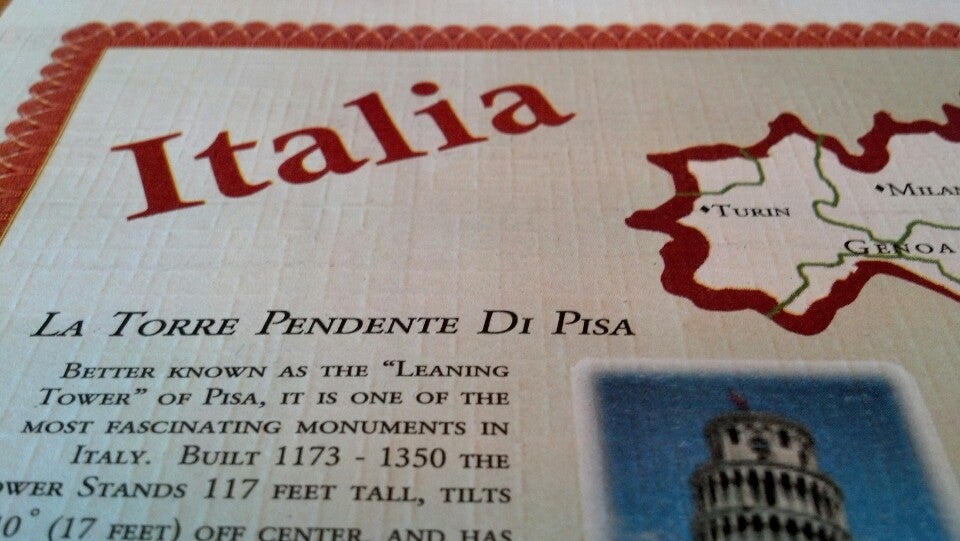 Italia
Turin
Milan
Genoa
La Torre Pendente Di Pisa
Better known as the "Leaning
Tower" of Pisa, it is one of the
most fascinating monuments in
Italy. Built 1173 - 1350 the
Stands 117 feet tall, tilts
(17 feet) off center, and has